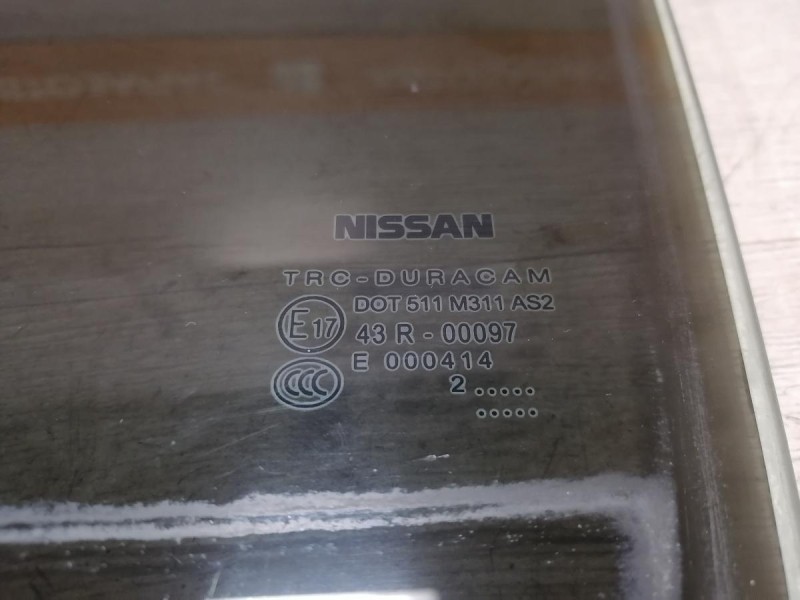 NISSAN
TRC-DURACAM
DOT 511 M311 AS2
E17 43 R - 00097
E 000414
CCC 2 .....
.....